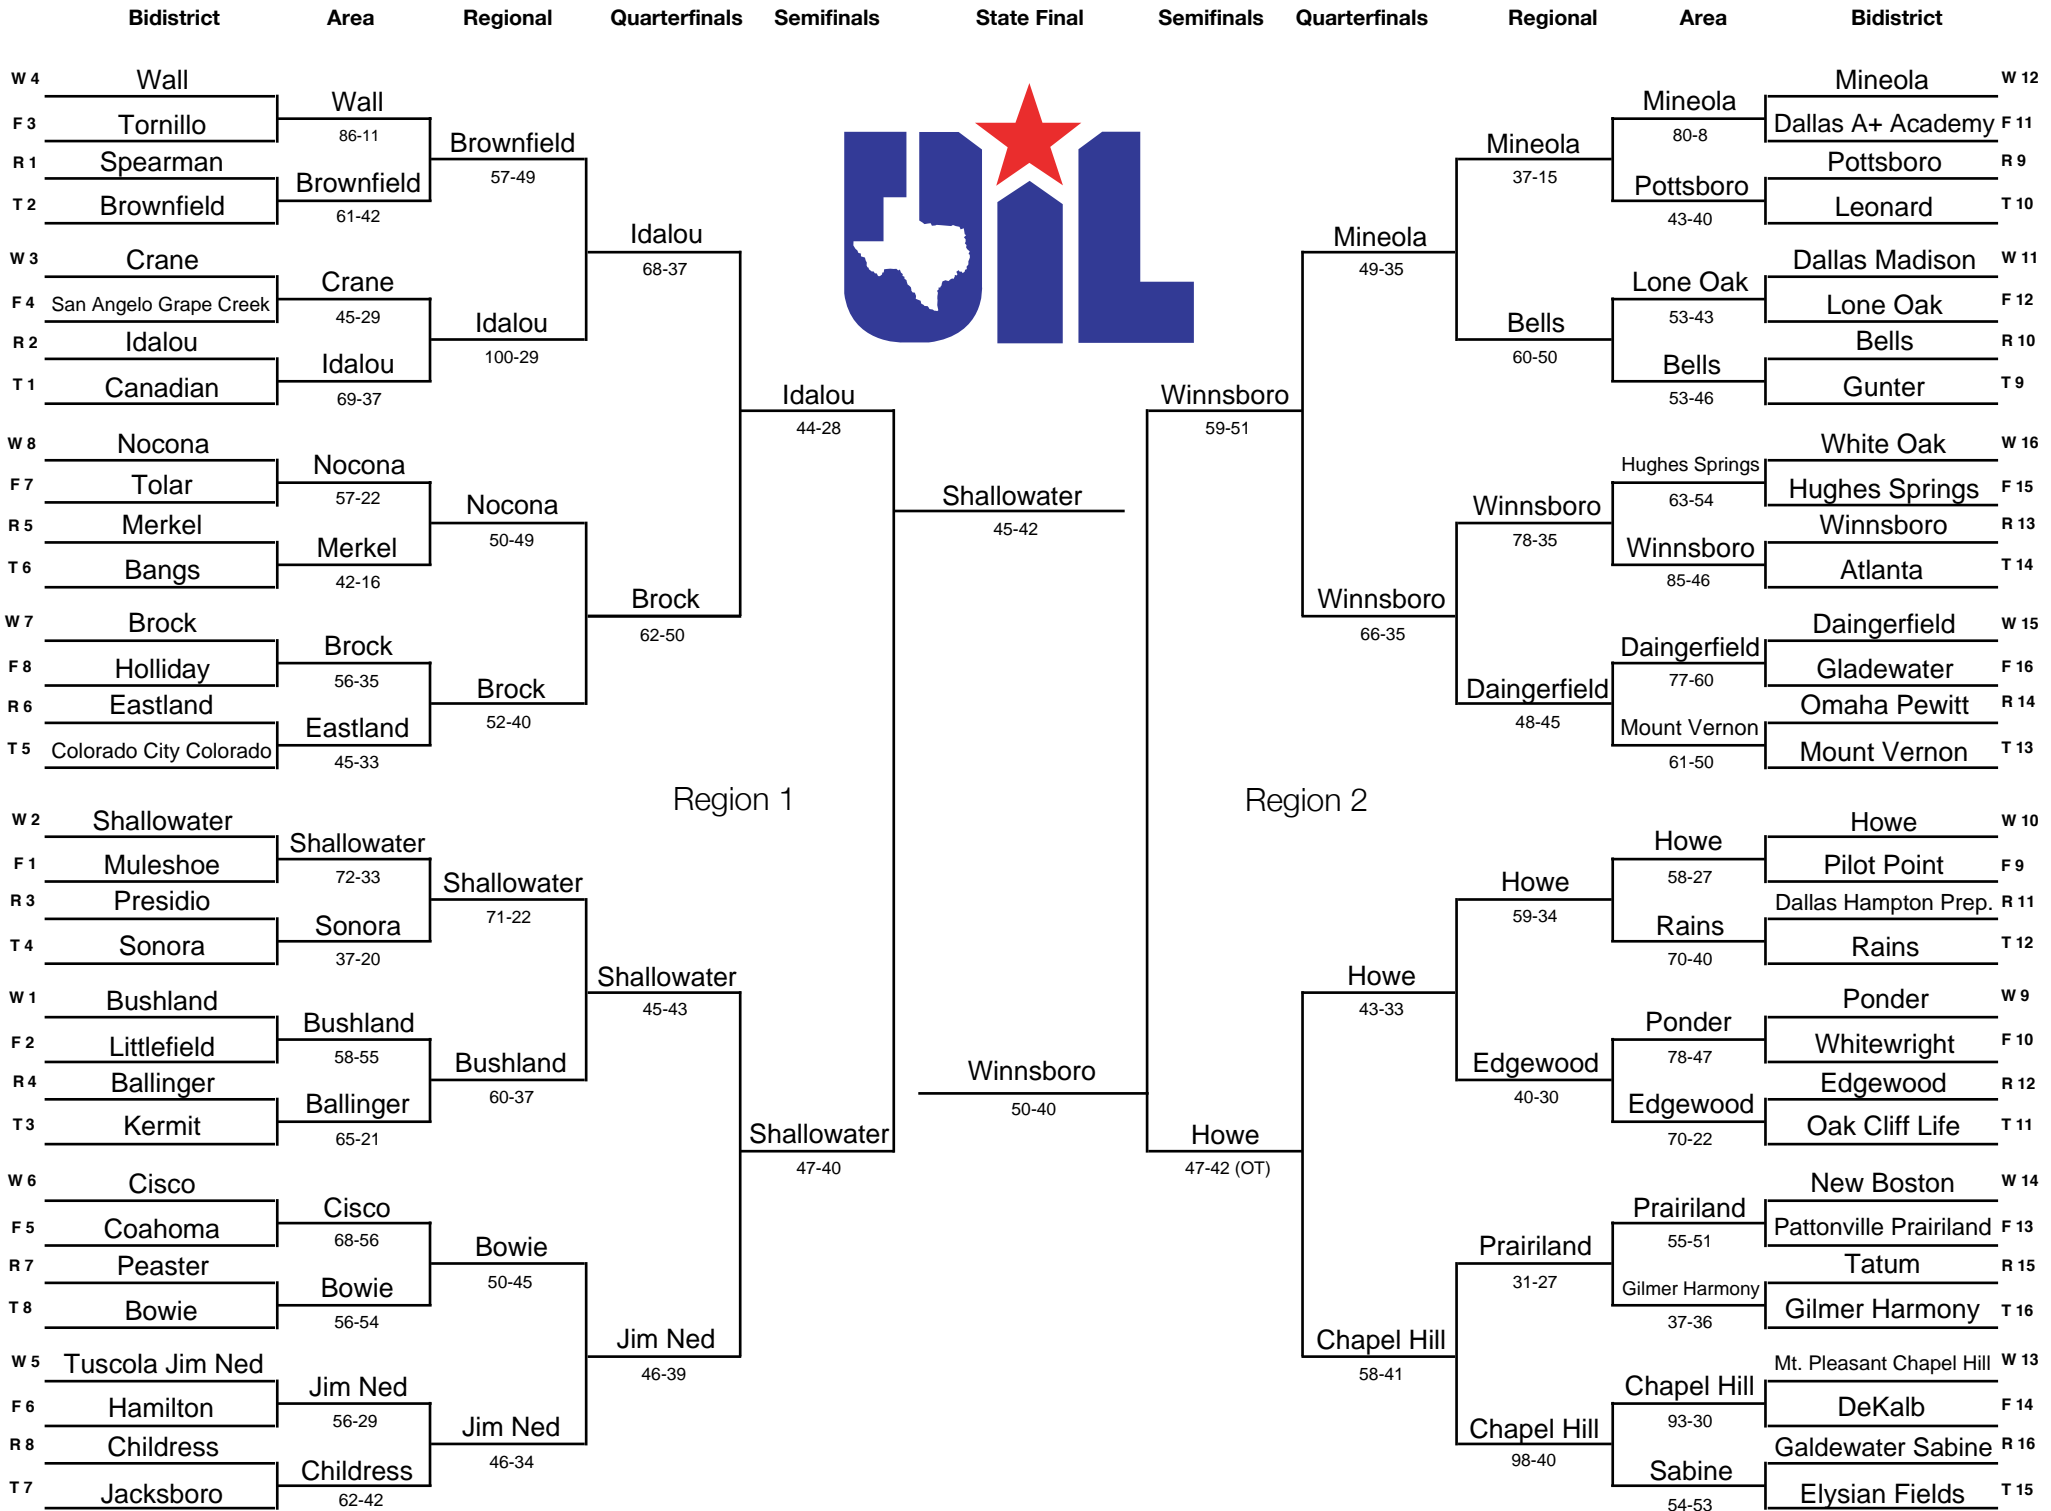 Bidistrict Area Regional Quarterfinals Semifinals State Final Semifinals Quarterfinals Regional Area Bidistrict
W 4 Wall
F 3 Tornillo
R 1 Spearman
T 2 Brownfield
W 3 Crane
F 4 San Angelo Grape Creek
R 2 Idalou
T 1 Canadian
W 8 Nocona
F 7 Tolar
R 5 Merkel
T 6 Bangs
W 7 Brock
F 8 Holliday
R 6 Eastland
T 5 Colorado City Colorado
W 2 Shallowater
F 1 Muleshoe
R 3 Presidio
T 4 Sonora
W 1 Bushland
F 2 Littlefield
R 4 Ballinger
T 3 Kermit
W 6 Cisco
F 5 Coahoma
R 7 Peaster
T 8 Bowie
W 5 Tuscola Jim Ned
F 6 Hamilton
R 8 Childress
T 7 Jacksboro
Wall
86-11
Brownfield
61-42
Crane
45-29
Idalou
69-37
Nocona
57-22
Merkel
42-16
Brock
56-35
Eastland
45-33
Shallowater
72-33
Sonora
37-20
Bushland
58-55
Ballinger
65-21
Cisco
68-56
Bowie
56-54
Jim Ned
56-29
Childress
62-42
Brownfield
57-49
Idalou
100-29
Nocona
50-49
Brock
52-40
Shallowater
71-22
Bushland
60-37
Bowie
50-45
Jim Ned
46-34
Idalou
68-37
Brock
62-50
Region 1
Shallowater
45-43
Jim Ned
46-39
Idalou
44-28
Shallowater
47-40
UIL
Shallowater
45-42
Winnsboro
50-40
Winnsboro
59-51
Howe
47-42 (OT)
Mineola
49-35
Winnsboro
66-35
Region 2
Howe
43-33
Chapel Hill
58-41
Mineola
37-15
Bells
60-50
Winnsboro
78-35
Daingerfield
48-45
Howe
59-34
Edgewood
40-30
Prairiland
31-27
Chapel Hill
98-40
Mineola
80-8
Pottsboro
43-40
Lone Oak
53-43
Bells
53-46
Hughes Springs
63-54
Winnsboro
85-46
Daingerfield
77-60
Mount Vernon
61-50
Howe
58-27
Rains
70-40
Ponder
78-47
Edgewood
70-22
Prairiland
55-51
Gilmer Harmony
37-36
Chapel Hill
93-30
Sabine
54-53
Mineola W 12
Dallas A+ Academy F 11
Pottsboro R 9
Leonard T 10
Dallas Madison W 11
Lone Oak F 12
Bells R 10
Gunter T 9
White Oak W 16
Hughes Springs F 15
Winnsboro R 13
Atlanta T 14
Daingerfield W 15
Gladewater F 16
Omaha Pewitt R 14
Mount Vernon T 13
Howe W 10
Pilot Point F 9
Dallas Hampton Prep. R 11
Rains T 12
Ponder W 9
Whitewright F 10
Edgewood R 12
Oak Cliff Life T 11
New Boston W 14
Pattonville Prairiland F 13
Tatum R 15
Gilmer Harmony T 16
Mt. Pleasant Chapel Hill W 13
DeKalb F 14
Galdewater Sabine R 16
Elysian Fields T 15